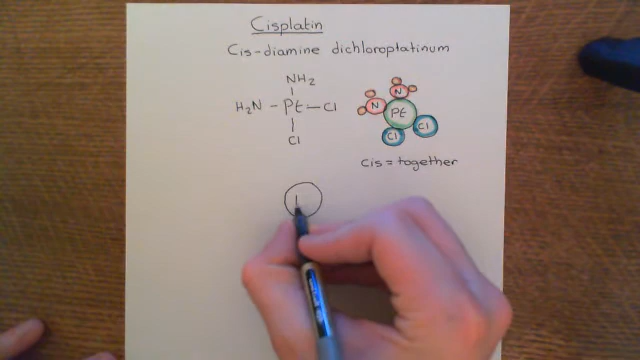 Cisplatin
Cis-diamine dichloroplatinum
NH2
H2N - Pt - Cl
Cl
N
N
Pt
Cl
Cl
cis = together